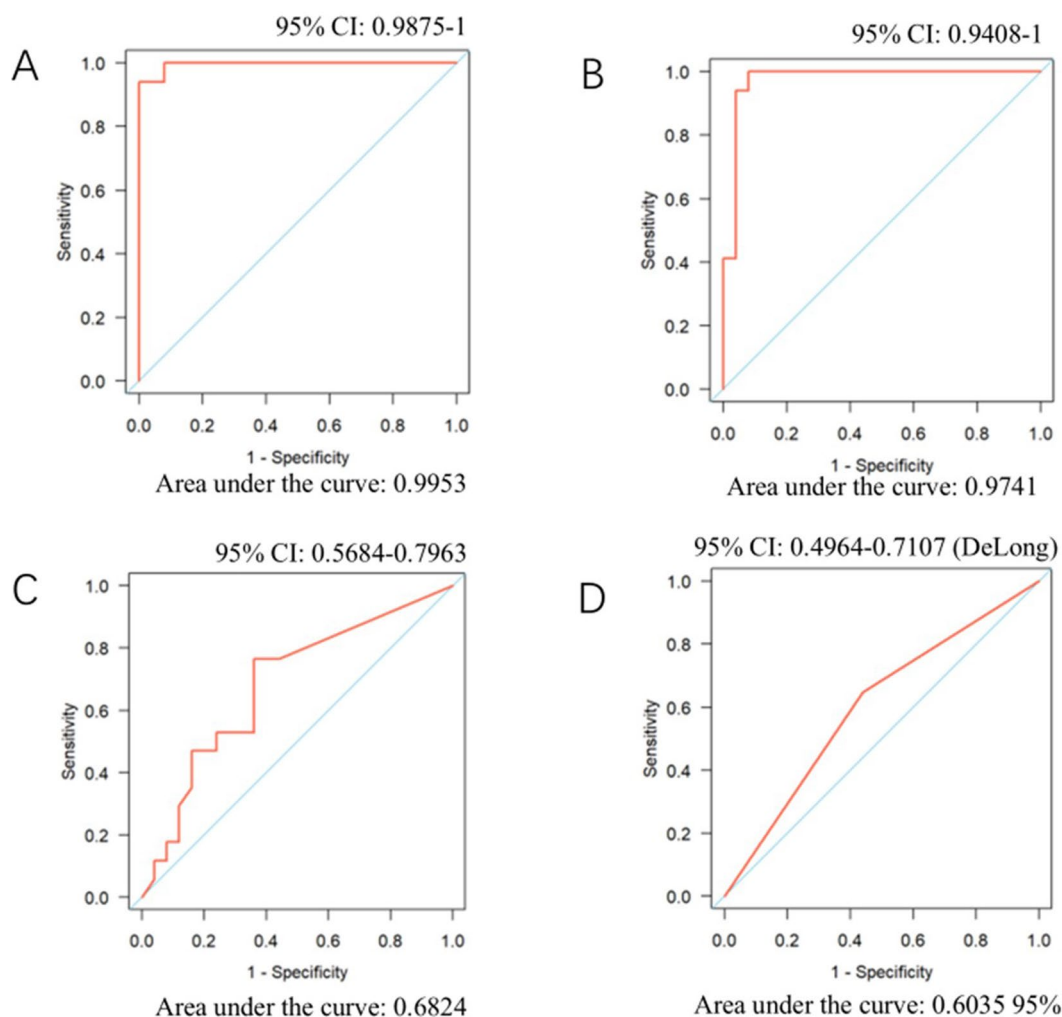 A
95% CI: 0.9875-1
1.0
0.8
0.6
0.4
0.2
0.0
Sensitivity
0.0 0.2 0.4 0.6 0.8 1.0
1 - Specificity
Area under the curve: 0.9953
B
95% CI: 0.9408-1
1.0
0.8
0.6
0.4
0.2
0.0
Sensitivity
0.0 0.2 0.4 0.6 0.8 1.0
1 - Specificity
Area under the curve: 0.9741
C
95% CI: 0.5684-0.7963
1.0
0.8
0.6
0.4
0.2
0.0
Sensitivity
0.0 0.2 0.4 0.6 0.8 1.0
1 - Specificity
Area under the curve: 0.6824
D
95% CI: 0.4964-0.7107 (DeLong)
1.0
0.8
0.6
0.4
0.2
0.0
Sensitivity
0.0 0.2 0.4 0.6 0.8 1.0
1 - Specificity
Area under the curve: 0.6035 95%